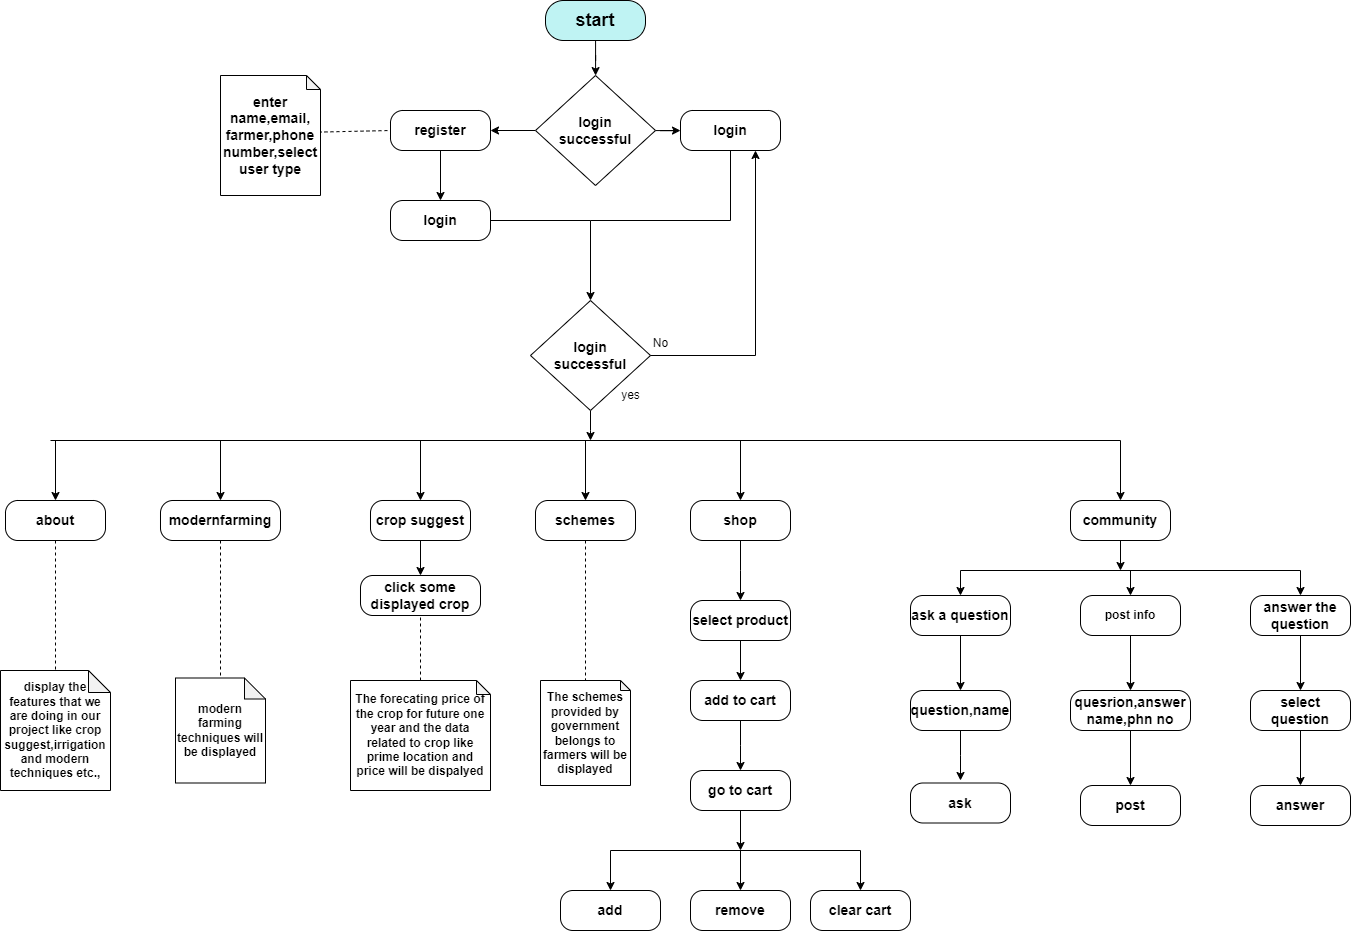 start
enter
name,email,
farmer,phone
number,select
user type
register
login
successful
login
login
login
successful
No
yes
about
modernfarming
crop suggest
schemes
shop
community
click some
displayed crop
select product
ask a question
post info
answer the
question
display the
features that we
are doing in our
project like crop
suggest,irrigation
and modern
techniques etc.,
modern
farming
techniques will
be displayed
The forecating price of
the crop for future one
year and the data
related to crop like
prime location and
price will be dispalyed
The schemes
provided by
government
belongs to
farmers will be
displayed
add to cart
question,name
quesrion,answer
name,phn no
select
question
go to cart
ask
post
answer
add
remove
clear cart